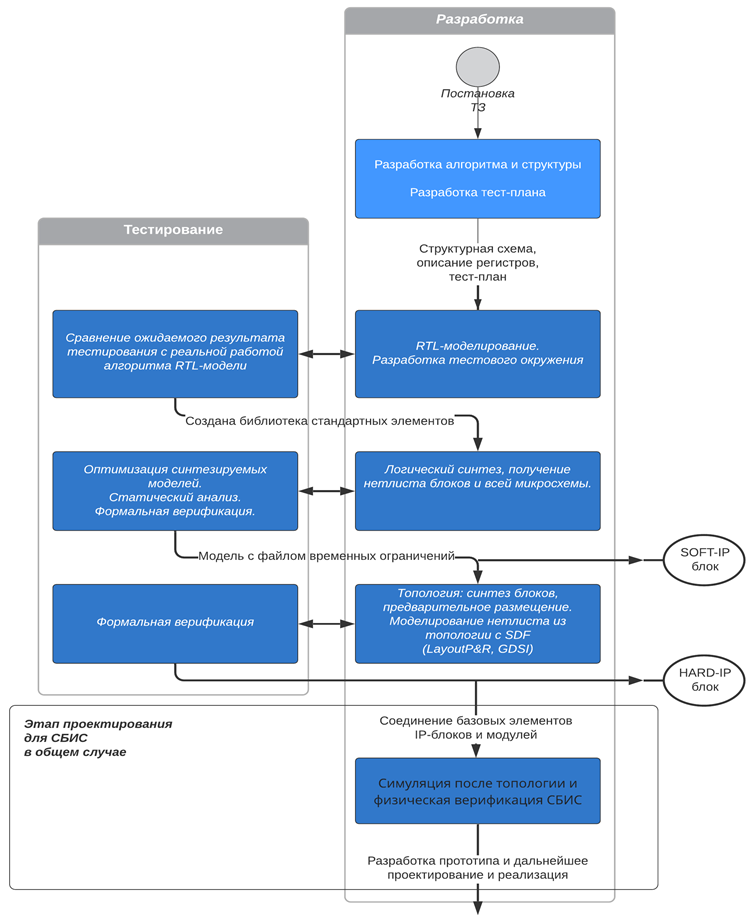 Разработка
Постановка
ТЗ
Разработка алгоритма и структуры
Разработка тест-плана
Тестирование
Структурная схема,
описание регистров,
тест-план
Сравнение ожидаемого результата
тестирования с реальной работой
алгоритма RTL-модели
RTL-моделирование.
Разработка тестового окружения
Создана библиотека стандартных элементов
Оптимизация синтезируемых
моделей.
Статический анализ.
Формальная верификация.
Логический синтез, получение
нетлиста блоков и всей микросхемы.
Модель с файлом временных ограничений
SOFT-IP
блок
Формальная верификация
Топология: синтез блоков,
предварительное размещение.
Моделирование нетлиста из
топологии с SDF
(LayoutP&R, GDSI)
HARD-IP
блок
Этап проектирования
для СБИС
в общем случае
Соединение базовых элементов
IP-блоков и модулей
Симуляция после топологии и
физическая верификация СБИС
Разработка прототипа и дальнейшее
проектирование и реализация